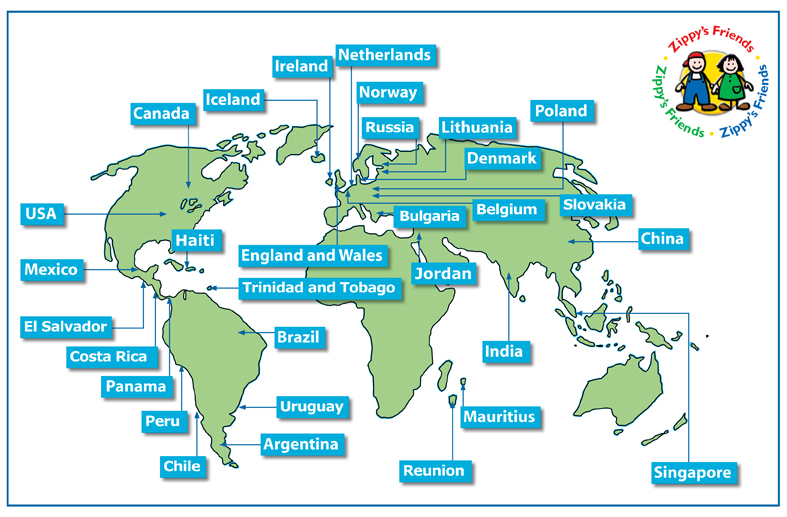 Zippy's Friends
Zippy's Friends
Zippy's Friends
Netherlands
Ireland
Norway
Iceland
Canada
Poland
Russia
Lithuania
Denmark
USA
Slovakia
Belgium
Bulgaria
Haiti
China
England and Wales
Mexico
Jordan
Trinidad and Tobago
El Salvador
Brazil
Costa Rica
India
Panama
Uruguay
Mauritius
Peru
Argentina
Chile
Reunion
Singapore